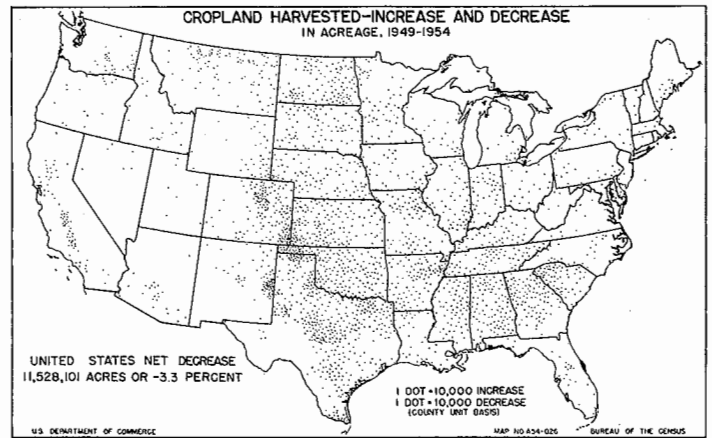 CROPLAND HARVESTED-INCREASE AND DECREASE
IN ACREAGE, 1949-1954
UNITED STATES NET DECREASE
11,528,101 ACRES OR -3.3 PERCENT
1 DOT=10,000 INCREASE
1 DOT=10,000 DECREASE
(COUNTY UNIT BASIS)
U.S. DEPARTMENT OF COMMERCE
MAP NO. A54-026
BUREAU OF THE CENSUS